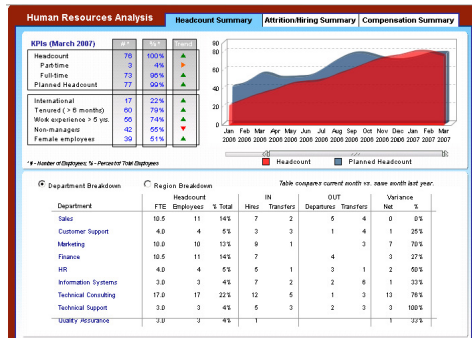 Human Resources Analysis
Headcount Summary
Attrition/Hiring Summary
Compensation Summary
KPIs (March 2007) #* %* Trend
Headcount 76 100%
Part-time 3 4%
Full-time 73 96%
Planned Headcount 77 99%
International 17 22%
Tenured ( > 6 months) 60 79%
Work experience > 5 yrs. 56 74%
Non-managers 42 55%
Female employees 39 51%
* # - Number of Employees; % - Percent of Total Employees
90
80
60
40
20
0
Jan Feb Mar Apr May Jun Jul Aug Sep Oct Nov Dec Jan Feb Mar
2006 2006 2006 2006 2006 2006 2006 2006 2006 2006 2006 2006 2007 2007 2007
Headcount Planned Headcount
Department Breakdown Region Breakdown Table compares current month vs. same month last year.
Headcount IN OUT Variance
Department FTE Employees % Total Hires Transfers Departures Transfers Net %
Sales 10.5 11 14% 7 2 5 4 0 0%
Customer Support 4.0 4 5% 3 3 1 4 1 25%
Marketing 10.0 10 13% 9 1 3 7 70%
Finance 10.5 11 14% 7 4 3 27%
HR 4.0 4 5% 5 1 3 1 2 50%
Information Systems 3.0 3 4% 7 2 2 6 1 33%
Technical Consulting 17.0 17 22% 12 5 1 3 13 76%
Technical Support 3.0 3 4% 5 3 2 3 3 100%
Quality Assurance 3.0 3 4% 1 1 33%